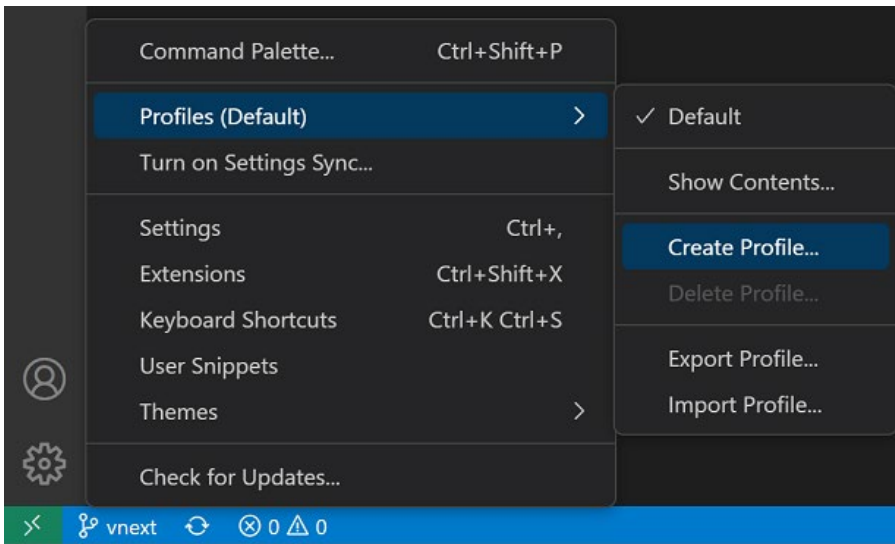 Command Palette... Ctrl+Shift+P
Profiles (Default)
Turn on Settings Sync...
Settings Ctrl+,
Extensions Ctrl+Shift+X
Keyboard Shortcuts Ctrl+K Ctrl+S
User Snippets
Themes
Check for Updates...
Default
Show Contents...
Create Profile...
Delete Profile...
Export Profile...
Import Profile...
vnext 0 0